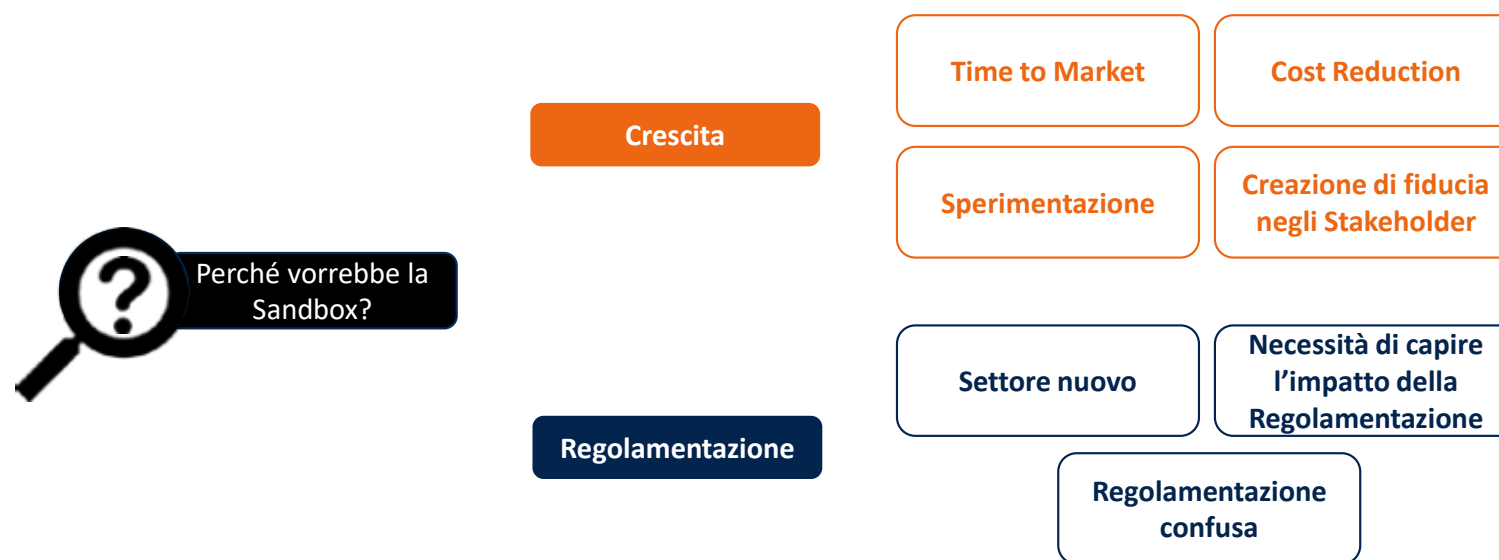 Perché vorrebbe la
Sandbox?
Crescita
Time to Market
Cost Reduction
Sperimentazione
Creazione di fiducia
negli Stakeholder
Regolamentazione
Settore nuovo
Necessità di capire
l’impatto della
Regolamentazione
Regolamentazione
confusa